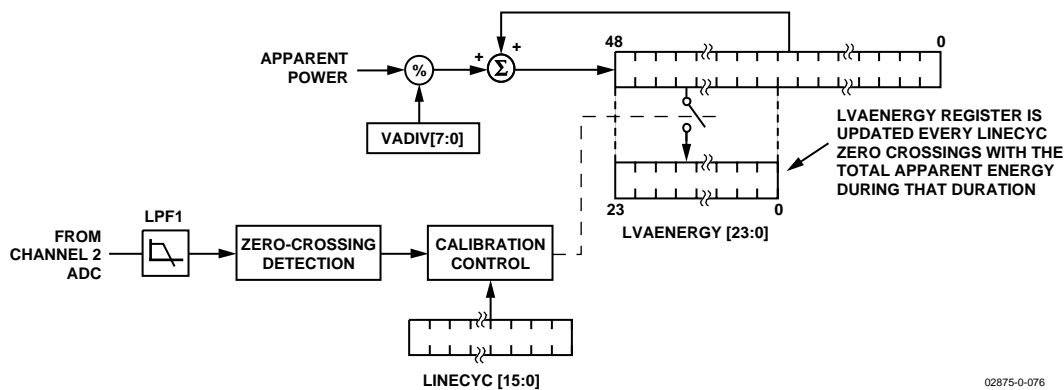 APPARENT
POWER
%
+
+
Σ
48
0
VADIV[7:0]
LVAENERGY REGISTER IS
UPDATED EVERY LINECYC
ZERO CROSSINGS WITH THE
TOTAL APPARENT ENERGY
DURING THAT DURATION
23
0
LVAENERGY [23:0]
LPF1
FROM
CHANNEL 2
ADC
ZERO-CROSSING
DETECTION
CALIBRATION
CONTROL
LINECYC [15:0]
02875-0-076